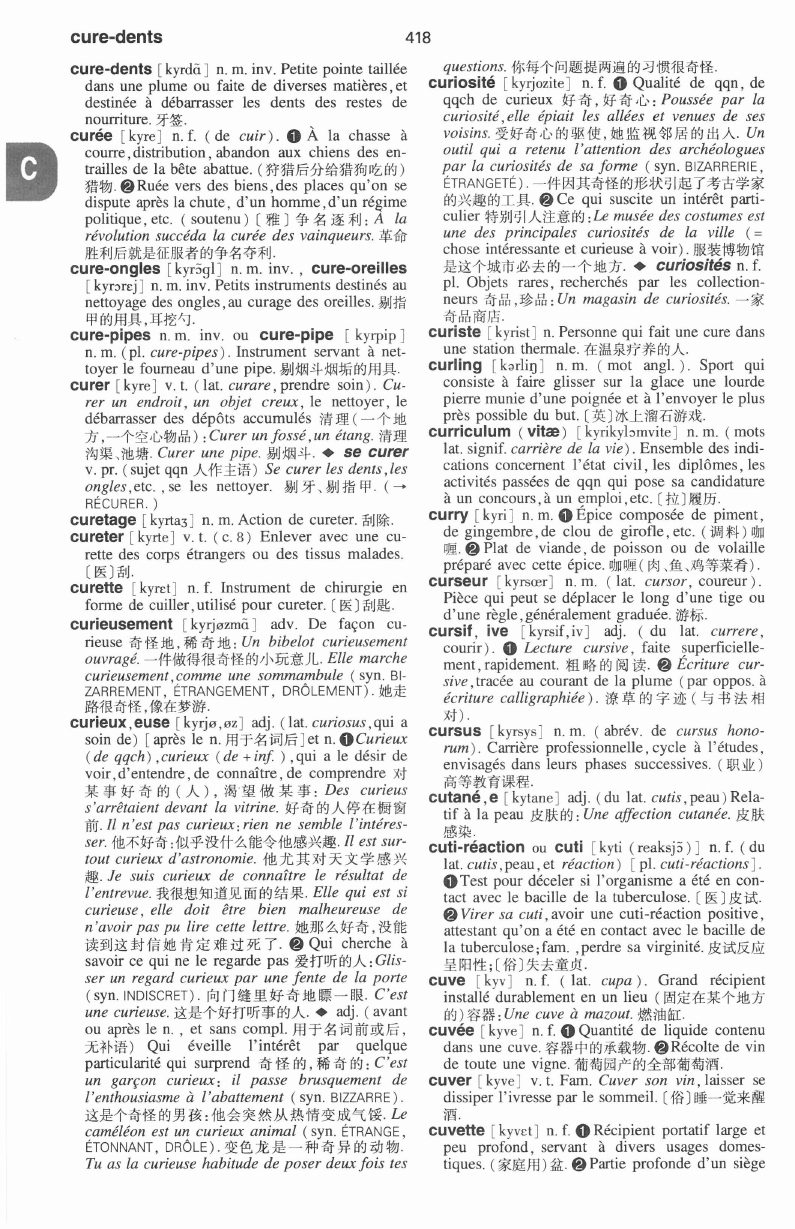 cure-dents
418
cure-dents [kyrdɑ̃] n. m. inv. Petite pointe taillée
dans une plume ou faite de diverses matières, et
destinée à débarrasser les dents des restes de
nourriture. 牙签.
curée [kyre] n. f. (de cuir). ❶ À la chasse à
courre, distribution, abandon aux chiens des en-
trailles de la bête abattue. (狩猎后分给猎狗吃的)
猎物. ❷ Ruée vers des biens, des places qu'on se
dispute après la chute, d'un homme, d'un régime
politique, etc. (soutenu) [雅] 争名逐利: À la
révolution succéda la curée des vainqueurs. 革命
胜利后就是征服者的争名夺利.
cure-ongles [kyrɔ̃gl] n. m. inv. , cure-oreilles
[kyrɔrɛj] n. m. inv. Petits instruments destinés au
nettoyage des ongles, au curage des oreilles. 剔指
甲的用具, 耳挖勺.
cure-pipes n. m. inv. ou cure-pipe [kyrpip]
n. m. (pl. cure-pipes). Instrument servant à net-
toyer le fourneau d'une pipe. 剔烟斗烟垢的用具.
curer [kyre] v. t. (lat. curare, prendre soin). Cu-
rer un endroit, un objet creux, le nettoyer, le
débarrasser des dépôts accumulés 清理(一个地
方, 一个空心物品): Curer un fossé, un étang. 清理
沟渠、池塘. Curer une pipe. 剔烟斗. ◆ se curer
v. pr. (sujet qqn 人作主语) Se curer les dents, les
ongles, etc. , se les nettoyer. 剔牙、剔指甲. (→
RÉCURER. )
curetage [kyrtaʒ] n. m. Action de cureter. 刮除.
cureter [kyrte] v. t. (c. 8) Enlever avec une cu-
rette des corps étrangers ou des tissus malades.
[医]刮.
curette [kyrɛt] n. f. Instrument de chirurgie en
forme de cuiller, utilisé pour cureter. [医]刮匙.
curieusement [kyrjøzmɑ̃] adv. De façon cu-
rieuse 奇怪地, 稀奇地: Un bibelot curieusement
ouvragé. 一件做得很奇怪的小玩意儿. Elle marche
curieusement, comme une sommambule (syn. BI-
ZARREMENT, ÉTRANGEMENT, DRÔLEMENT). 她走
路很奇怪, 像在梦游.
curieux, euse [kyrjø, øz] adj. (lat. curiosus, qui a
soin de) [après le n. 用于名词后] et n. ❶ Curieux
(de qqch), curieux (de + inf. ), qui a le désir de
voir, d'entendre, de connaître, de comprendre 对
某事好奇的(人), 渴望做某事: Des curieus
s'arrêtaient devant la vitrine. 好奇的人停在橱窗
前. Il n'est pas curieux: rien ne semble l'intéres-
ser. 他不好奇: 似乎没什么能令他感兴趣. Il est sur-
tout curieux d'astronomie. 他尤其对天文学感兴
趣. Je suis curieux de connaître le résultat de
l'entrevue. 我很想知道见面的结果. Elle qui est si
curieuse, elle doit être bien malheureuse de
n'avoir pas pu lire cette lettre. 她那么好奇, 没能
读到这封信她肯定难过死了. ❷ Qui cherche à
savoir ce qui ne le regarde pas 爱打听的人: Glis-
ser un regard curieux par une fente de la porte
(syn. INDISCRET). 向门缝里好奇地瞟一眼. C'est
une curieuse. 这是个好打听事的人. ◆ adj. (avant
ou après le n. , et sans compl. 用于名词前或后,
无补语) Qui éveille l'intérêt par quelque
particularité qui surprend 奇怪的, 稀奇的: C'est
un garçon curieux: il passe brusquement de
l'enthousiasme à l'abattement (syn. BIZZARRE).
这是个奇怪的男孩: 他会突然从热情变成气馁. Le
caméléon est un curieux animal (syn. ÉTRANGE,
ÉTONNANT, DRÔLE). 变色龙是一种奇异的动物.
Tu as la curieuse habitude de poser deux fois tes
C
questions. 你每个问题提两遍的习惯很奇怪.
curiosité [kyrjozite] n. f. ❶ Qualité de qqn, de
qqch de curieux 好奇, 好奇心: Poussée par la
curiosité, elle épiait les allées et venues de ses
voisins. 受好奇心的驱使, 她监视邻居的出入. Un
outil qui a retenu l'attention des archéologues
par la curiosités de sa forme (syn. BIZARRERIE,
ÉTRANGETÉ). 一件因其奇怪的形状引起了考古学家
的兴趣的工具. ❷ Ce qui suscite un intérêt parti-
culier 特别引人注意的: Le musée des costumes est
une des principales curiosités de la ville (=
chose intéressante et curieuse à voir). 服装博物馆
是这个城市必去的一个地方. ◆ curiosités n. f.
pl. Objets rares, recherchés par les collection-
neurs 奇品, 珍品: Un magasin de curiosités. 一家
奇品商店.
curiste [kyrist] n. Personne qui fait une cure dans
une station thermale. 在温泉疗养的人.
curling [kərliŋ] n. m. (mot angl. ). Sport qui
consiste à faire glisser sur la glace une lourde
pierre munie d'une poignée et à l'envoyer le plus
près possible du but. [英]冰上溜石游戏.
curriculum (vitæ) [kyrikylɔmvite] n. m. (mots
lat. signif. carrière de la vie). Ensemble des indi-
cations concernent l'état civil, les diplômes, les
activités passées de qqn qui pose sa candidature
à un concours, à un emploi, etc. [拉]履历.
curry [kyri] n. m. ❶ Épice composée de piment,
de gingembre, de clou de girofle, etc. (调料) 咖
喱. ❷ Plat de viande, de poisson ou de volaille
préparé avec cette épice. 咖喱(肉、鱼、鸡等菜肴).
curseur [kyrsœr] n. m. (lat. cursor, coureur).
Pièce qui peut se déplacer le long d'une tige ou
d'une règle, généralement graduée. 游标.
cursif, ive [kyrsif, iv] adj. (du lat. currere,
courir). ❶ Lecture cursive, faite superficielle-
ment, rapidement. 粗略的阅读. ❷ Écriture cur-
sive, tracée au courant de la plume (par oppos. à
écriture calligraphiée). 潦草的字迹(与书法相
对).
cursus [kyrsys] n. m. (abrév. de cursus hono-
rum). Carrière professionnelle, cycle à l'études,
envisagés dans leurs phases successives. (职业)
高等教育课程.
cutané, e [kytane] adj. (du lat. cutis, peau) Rela-
tif à la peau 皮肤的: Une affection cutanée. 皮肤
感染.
cuti-réaction ou cuti [kyti (reaksjɔ̃)] n. f. (du
lat. cutis, peau, et réaction) [pl. cuti-réactions].
❶ Test pour déceler si l'organisme a été en con-
tact avec le bacille de la tuberculose. [医]皮试.
❷ Virer sa cuti, avoir une cuti-réaction positive,
attestant qu'on a été en contact avec le bacille de
la tuberculose; fam. , perdre sa virginité. 皮试反应
呈阳性; [俗]失去童贞.
cuve [kyv] n. f. (lat. cupa). Grand récipient
installé durablement en un lieu (固定在某个地方
的)容器: Une cuve à mazout. 燃油缸.
cuvée [kyve] n. f. ❶ Quantité de liquide contenu
dans une cuve. 容器中的承载物. ❷ Récolte de vin
de toute une vigne. 葡萄园产的全部葡萄酒.
cuver [kyve] v. t. Fam. Cuver son vin, laisser se
dissiper l'ivresse par le sommeil. [俗]睡一觉来醒
酒.
cuvette [kyvɛt] n. f. ❶ Récipient portatif large et
peu profond, servant à divers usages domes-
tiques. (家庭用)盆. ❷ Partie profonde d'un siège